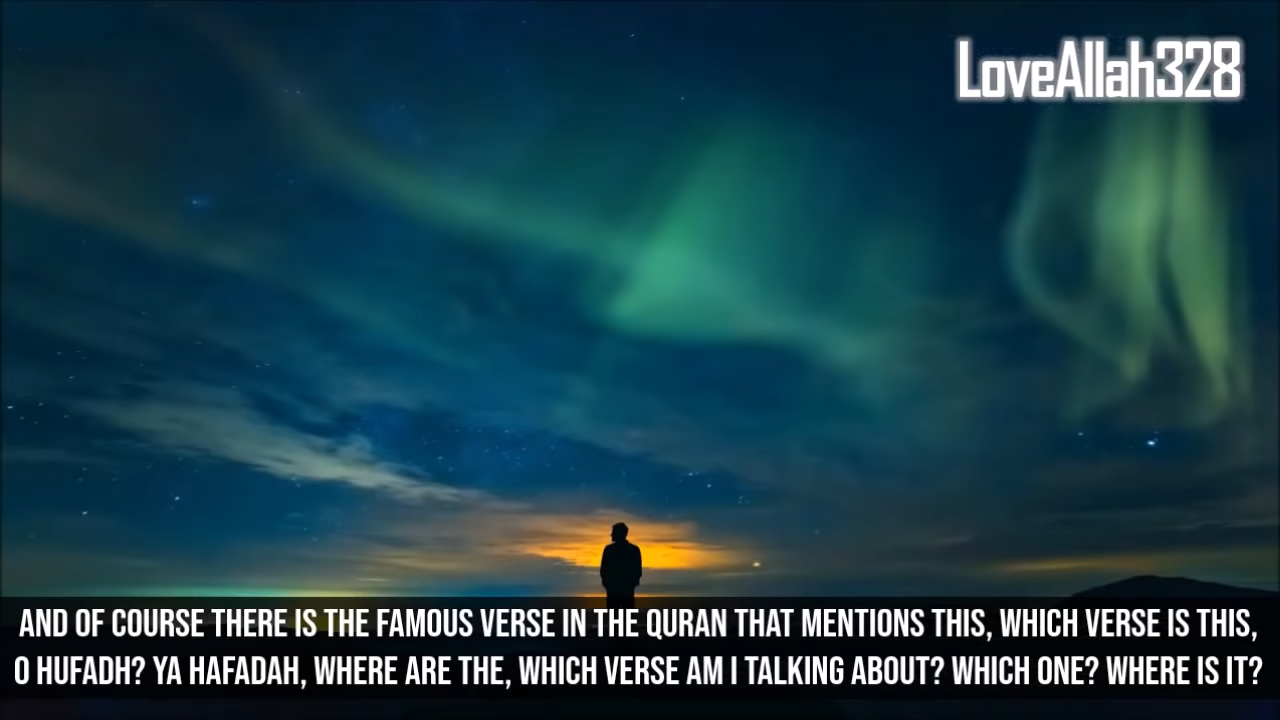 LoveAllah328
AND OF COURSE THERE IS THE FAMOUS VERSE IN THE QURAN THAT MENTIONS THIS, WHICH VERSE IS THIS,
O HUFADH? YA HAFADAH, WHERE ARE THE, WHICH VERSE AM I TALKING ABOUT? WHICH ONE? WHERE IS IT?